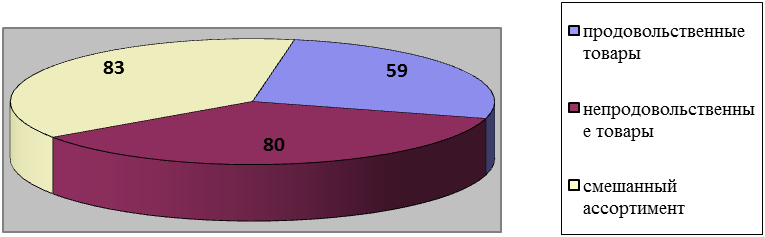 83
59
80
продовольственные
товары
непродовольственны
е товары
смешанный
ассортимент